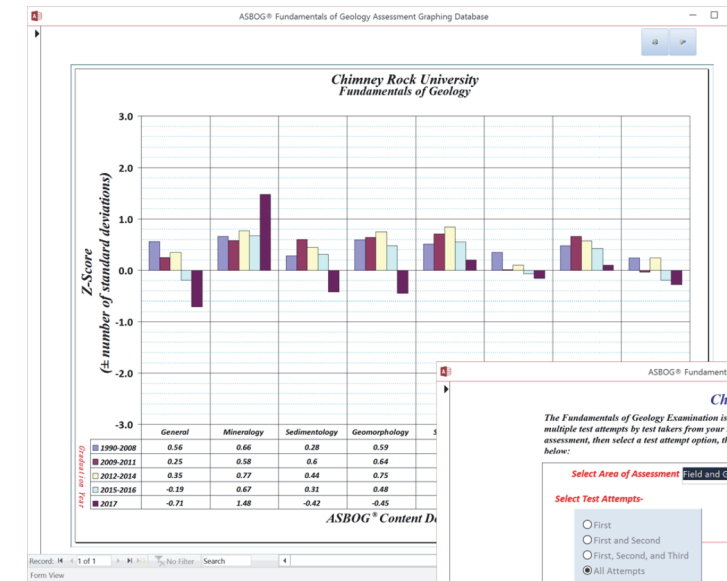 ASBOG® Fundamentals of Geology Assessment Graphing Database
Chimney Rock University
Fundamentals of Geology
Z-Score
(± number of standard deviations)
3.0
2.0
1.0
0.0
-1.0
-2.0
-3.0
General Mineralogy Sedimentology Geomorphology S
Graduation Year
1990-2008 0.56 0.66 0.28 0.59
2009-2011 0.25 0.58 0.6 0.64
2012-2014 0.35 0.77 0.44 0.75
2015-2016 -0.19 0.67 0.31 0.48
2017 -0.71 1.48 -0.42 -0.45
ASBOG® Content Do
Record: 1 of 1 No Filter Search
Form View
ASBOG® Fundament
Ch
The Fundamentals of Geology Examination is
multiple test attempts by test takers from your
assessment, then select a test attempt option, th
below:
Select Area of Assessment Field and G
Select Test Attempts-
First
First and Second
First, Second, and Third
All Attempts